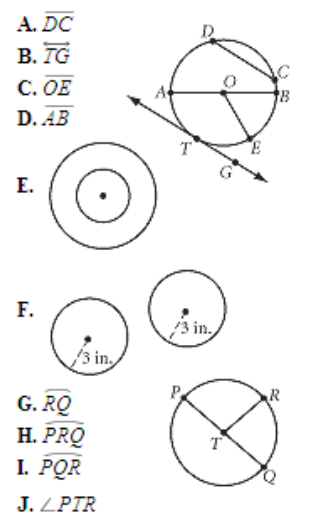 A. DC
B. TG
C. OE
D. AB
D
C
A
O
B
T
E
G
E.
F.
3 in.
3 in.
G. RQ
H. PRQ
I. PQR
J. ∠PTR
P
R
T
Q